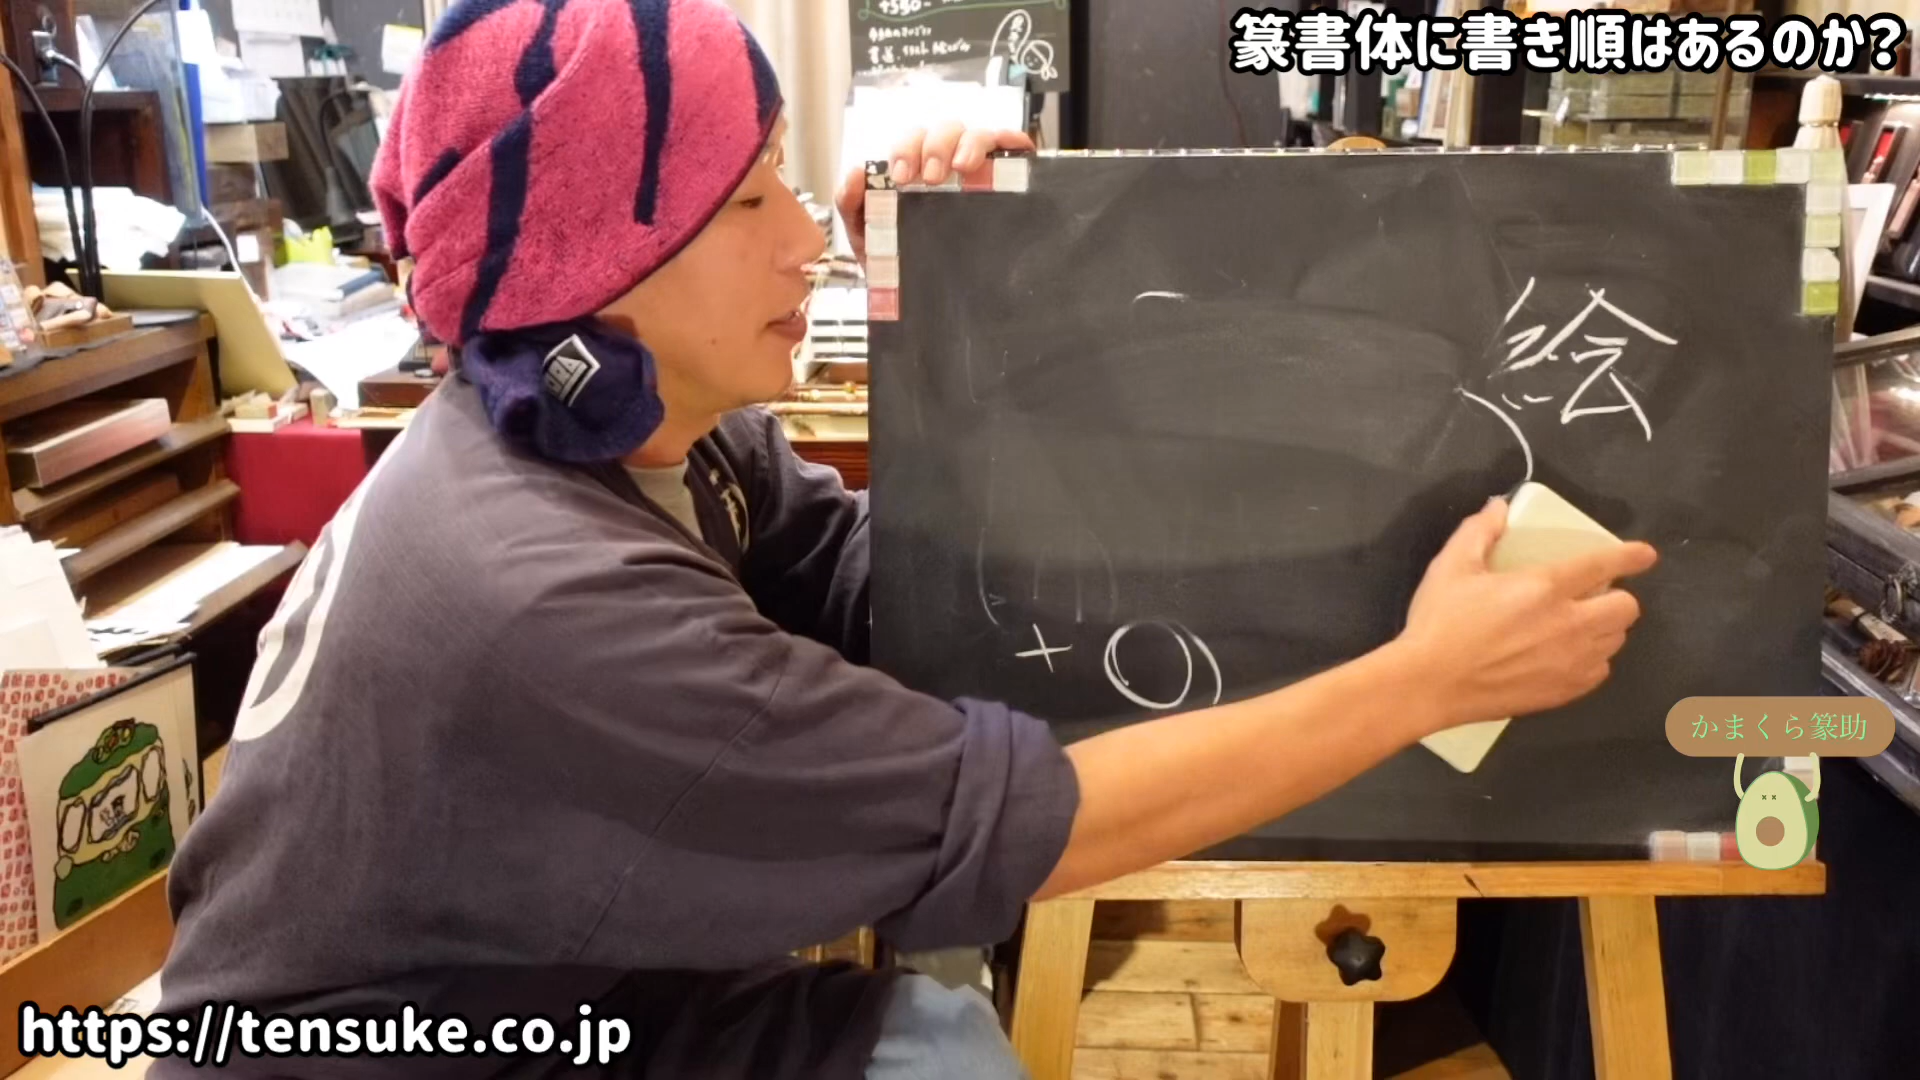 篆書体に書き順はあるのか?
+530-
絵
+
かまくら篆助
https://tensuke.co.jp